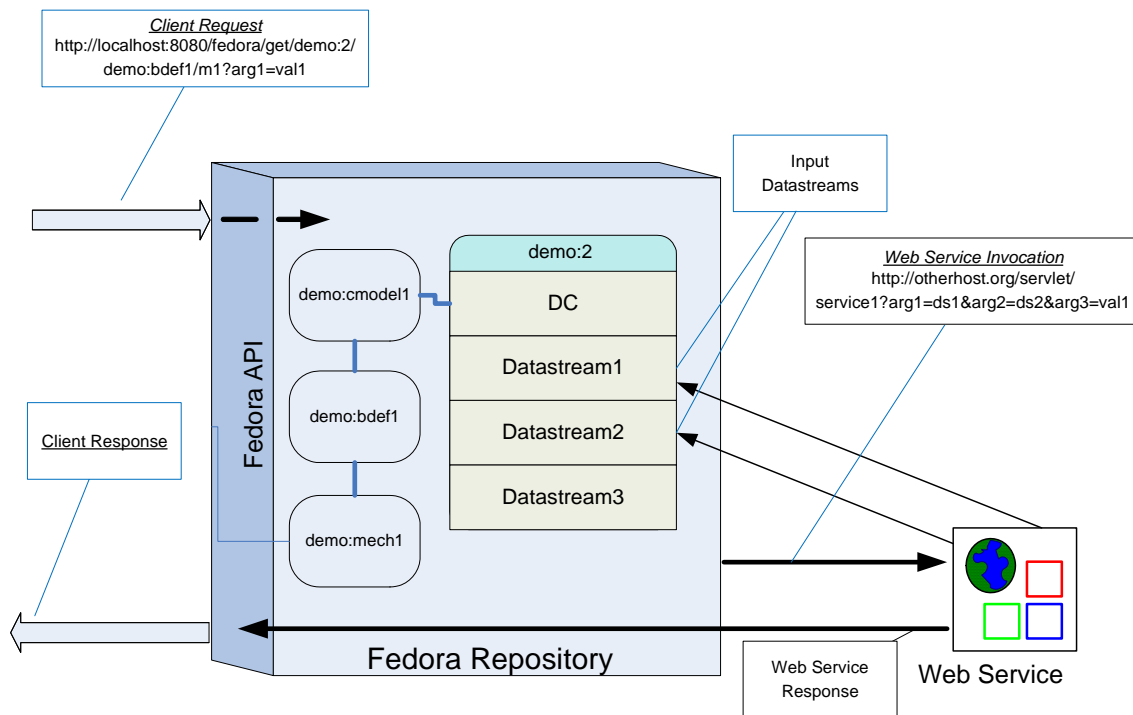 Client Request
http://localhost:8080/fedora/get/demo:2/
demo:bdef1/m1?arg1=val1
Input
Datastreams
Web Service Invocation
http://otherhost.org/servlet/
service1?arg1=ds1&arg2=ds2&arg3=val1
Fedora API
demo:cmodel1
demo:bdef1
demo:mech1
demo:2
DC
Datastream1
Datastream2
Datastream3
Client Response
Fedora Repository
Web Service
Response
Web Service